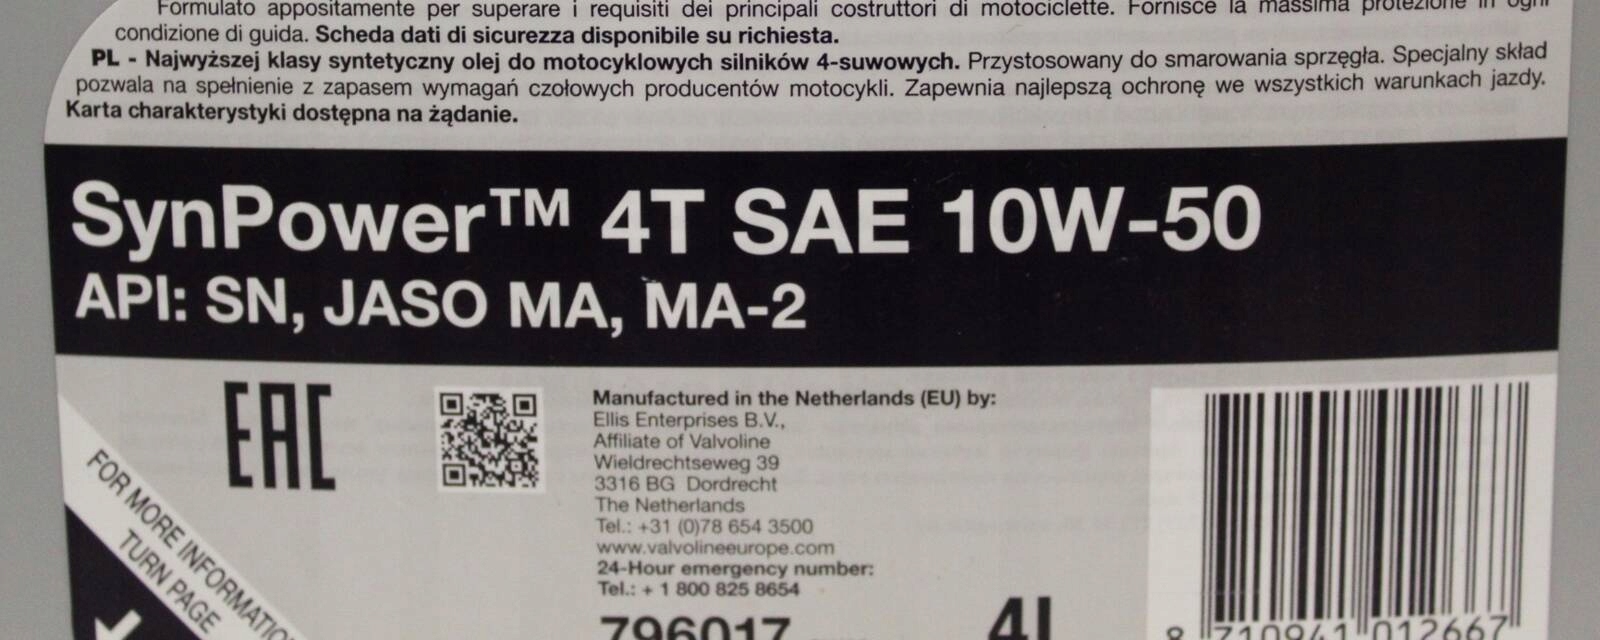 Formulato appositamente per superare i requisiti dei principali costruttori di motociclette. Fornisce la massima protezione in ogni
condizione di guida. Scheda dati di sicurezza disponibile su richiesta.
PL - Najwyższej klasy syntetyczny olej do motocyklowych silników 4-suwowych. Przystosowany do smarowania sprzęgła. Specjalny skład
pozwala na spełnienie z zapasem wymagań czołowych producentów motocykli. Zapewnia najlepszą ochronę we wszystkich warunkach jazdy.
Karta charakterystyki dostępna na żądanie.
SynPower™ 4T SAE 10W-50
API: SN, JASO MA, MA-2
EAC
Manufactured in the Netherlands (EU) by:
Ellis Enterprises B.V.,
Affiliate of Valvoline
Wieldrechtseweg 39
3316 BG Dordrecht
The Netherlands
Tel.: +31 (0)78 654 3500
www.valvolineeurope.com
24-Hour emergency number:
Tel.: + 1 800 825 8654
FOR MORE INFORMATION
TURN PAGE
796017
4L
8 710941 012667